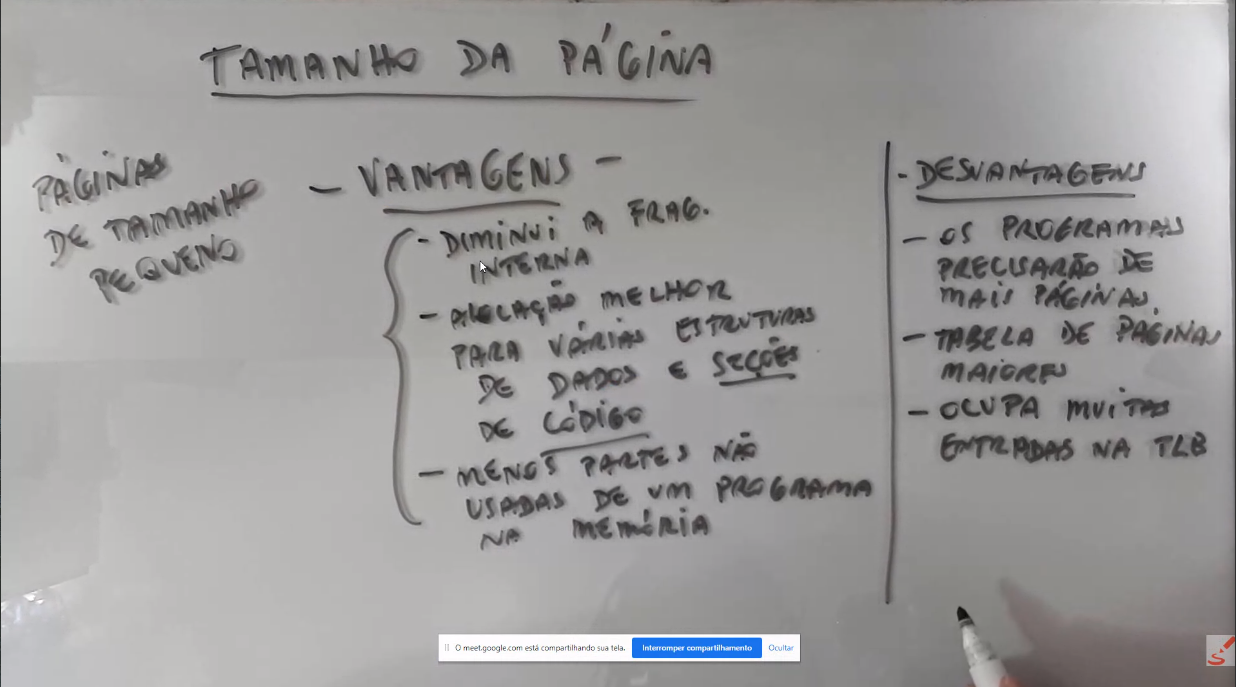 TAMANHO DA PÁGINA
PÁGINAS
DE TAMANHO
PEQUENO
- VANTAGENS -
- DIMINUI A FRAG.
INTERNA
- ALOCAÇÃO MELHOR
PARA VÁRIAS ESTRUTURAS
DE DADOS E SEÇÕES
DE CÓDIGO
- MENOS PARTES NÃO
USADAS DE UM PROGRAMA
NA MEMÓRIA
- DESVANTAGENS
- OS PROGRAMAS
PRECISARÃO DE
MAIS PÁGINAS
- TABELA DE PÁGINAS
MAIORES
- OCUPA MUITAS
ENTRADAS NA TLB
O meet.google.com está compartilhando sua tela.
Interromper compartilhamento
Ocultar